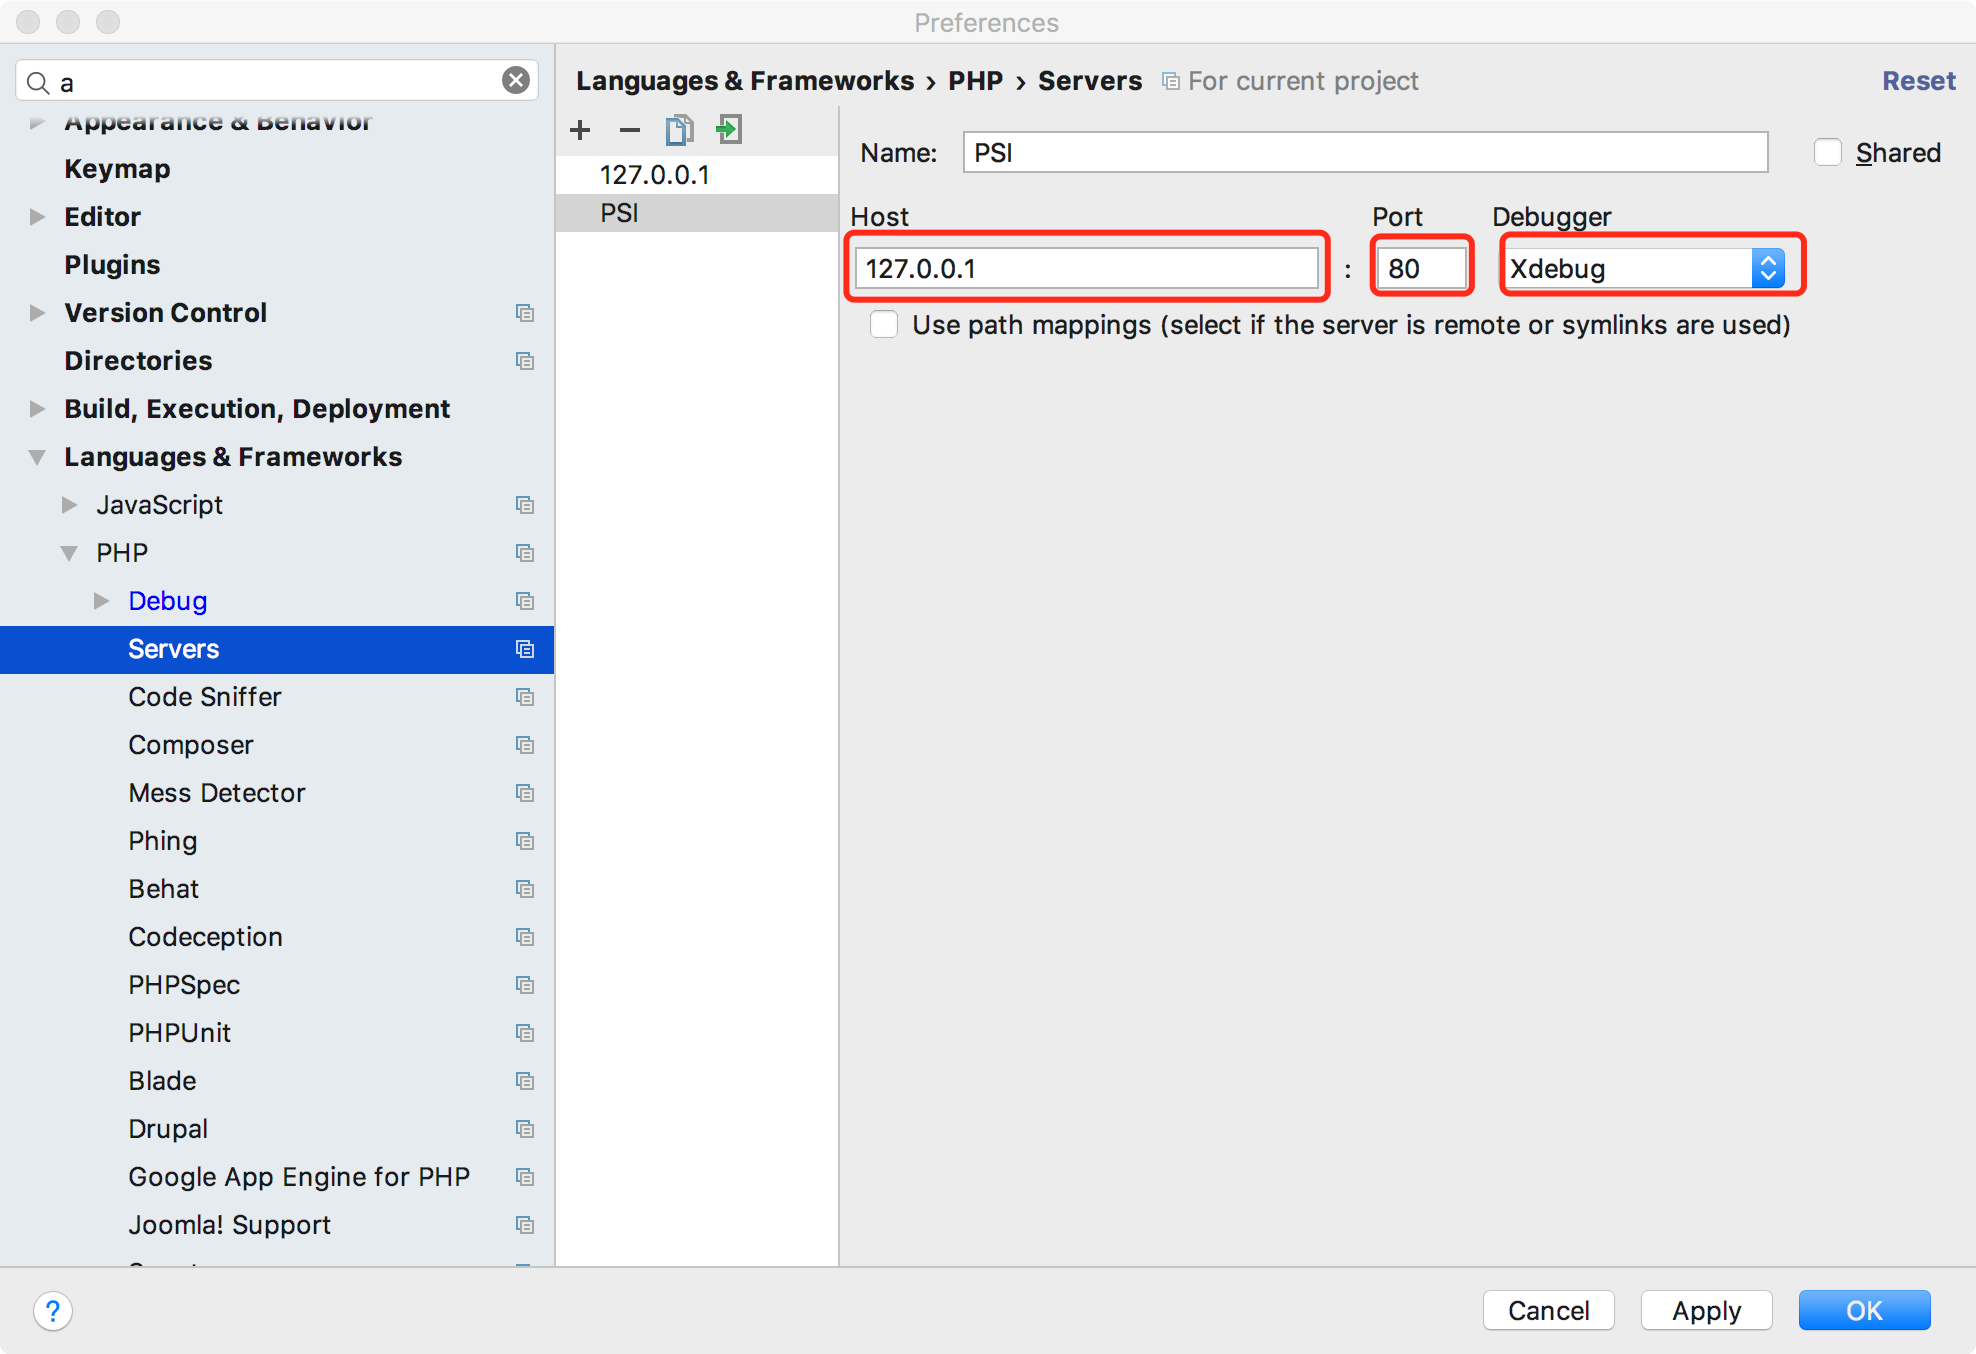 Preferences
a
Languages & Frameworks › PHP › Servers For current project Reset
Appearance & Behavior
Keymap
Editor
Plugins
Version Control
Directories
Build, Execution, Deployment
Languages & Frameworks
JavaScript
PHP
Debug
Servers
Code Sniffer
Composer
Mess Detector
Phing
Behat
Codeception
PHPSpec
PHPUnit
Blade
Drupal
Google App Engine for PHP
Joomla! Support
127.0.0.1
PSI
Name: PSI Shared
Host Port Debugger
127.0.0.1 : 80 Xdebug
Use path mappings (select if the server is remote or symlinks are used)
? Cancel Apply OK